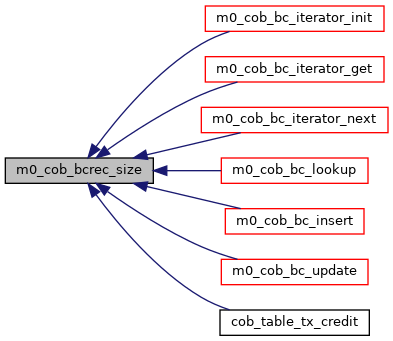 m0_cob_bc_iterator_init
m0_cob_bc_iterator_get
m0_cob_bc_iterator_next
m0_cob_bcrec_size
m0_cob_bc_lookup
m0_cob_bc_insert
m0_cob_bc_update
cob_table_tx_credit